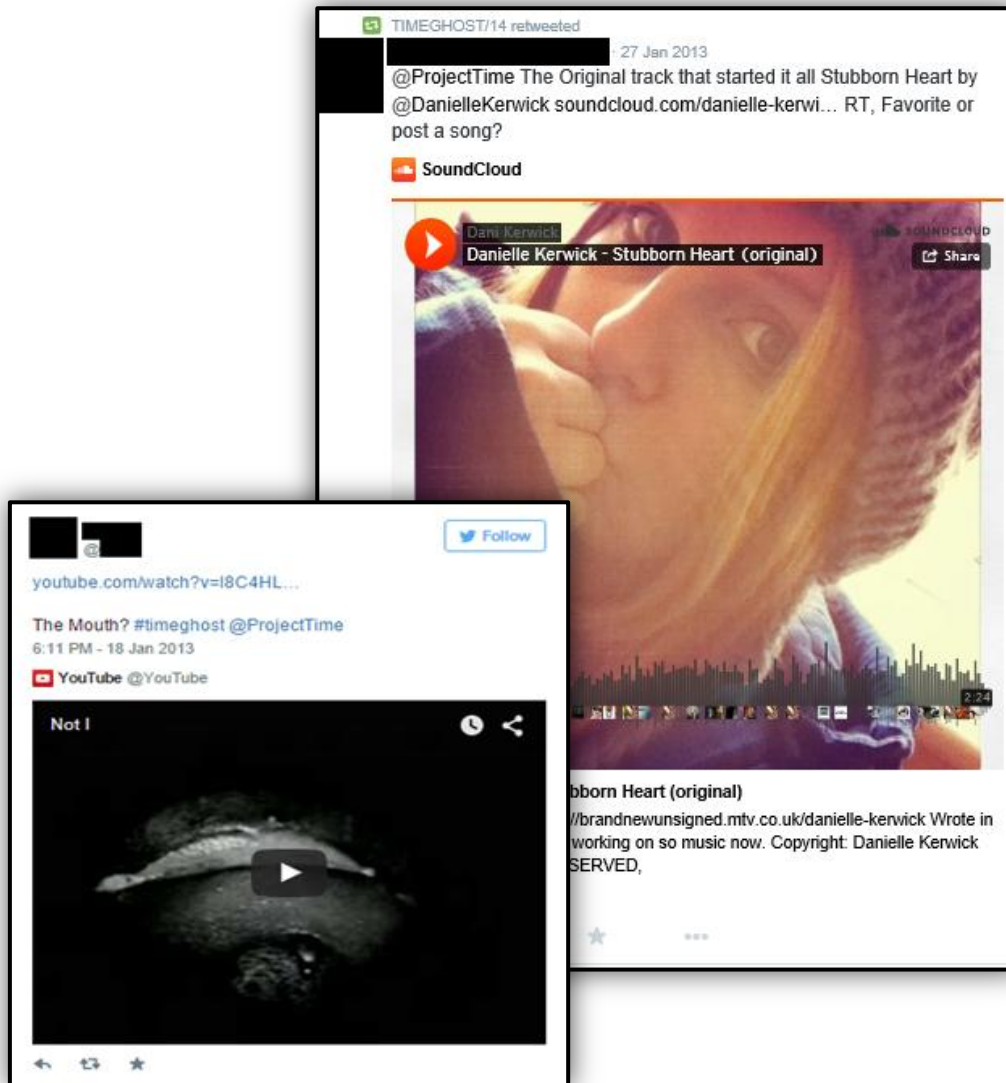 TIMEGHOST/14 retweeted
· 27 Jan 2013
@ProjectTime The Original track that started it all Stubborn Heart by
@DanielleKerwick soundcloud.com/danielle-kerwi... RT, Favorite or
post a song?
SoundCloud
Dani Kerwick
SOUNDCLOUD
Danielle Kerwick - Stubborn Heart (original)
Share
2:24
bborn Heart (original)
//brandnewunsigned.mtv.co.uk/danielle-kerwick Wrote in
working on so music now. Copyright: Danielle Kerwick
SERVED,
@
Follow
youtube.com/watch?v=I8C4HL...
The Mouth? #timeghost @ProjectTime
6:11 PM - 18 Jan 2013
YouTube @YouTube
Not I